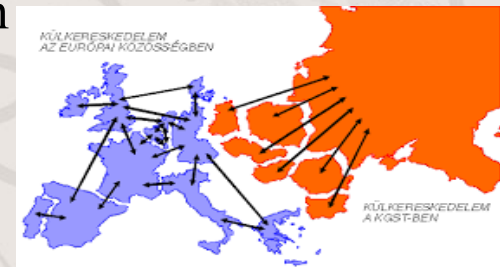 n
KÜLKERESKEDELEM
AZ EURÓPAI KÖZÖSSÉGBEN
KÜLKERESKEDELEM
A KGST-BEN